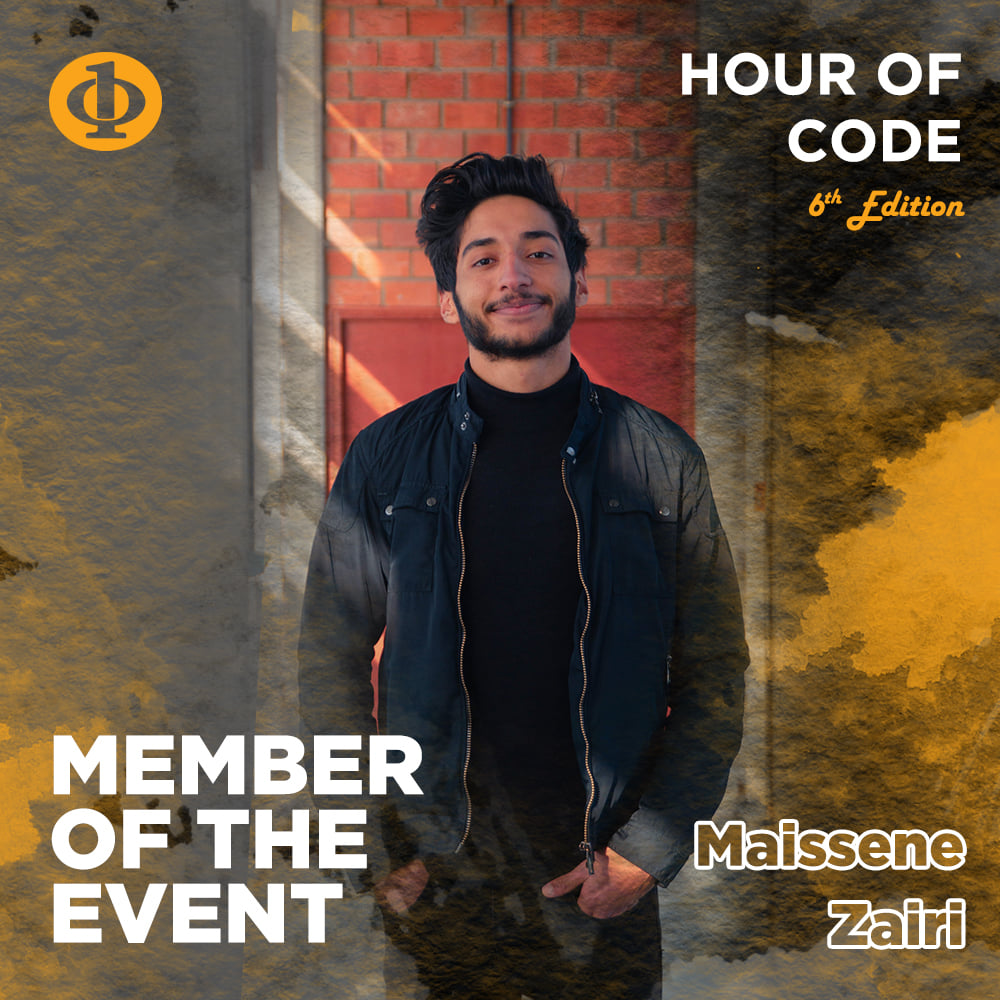 HOUR OF
CODE
6th Edition
MEMBER
OF THE
EVENT
Maissene
Zairi